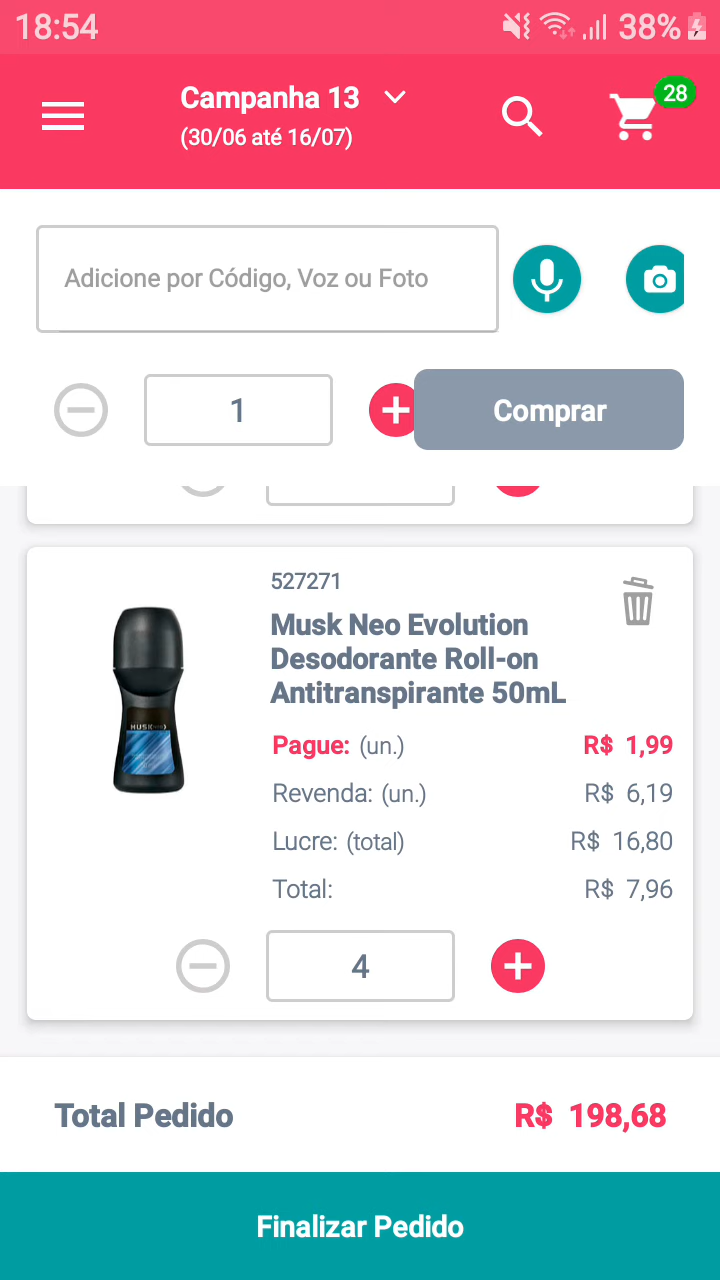 18:54
38%
Campanha 13
28
(30/06 até 16/07)
Adicione por Código, Voz ou Foto
1
Comprar
527271
Musk Neo Evolution
Desodorante Roll-on
Antitranspirante 50mL
MUSK
Pague: (un.) R$ 1,99
Revenda: (un.) R$ 6,19
Lucre: (total) R$ 16,80
Total: R$ 7,96
4
Total Pedido R$ 198,68
Finalizar Pedido